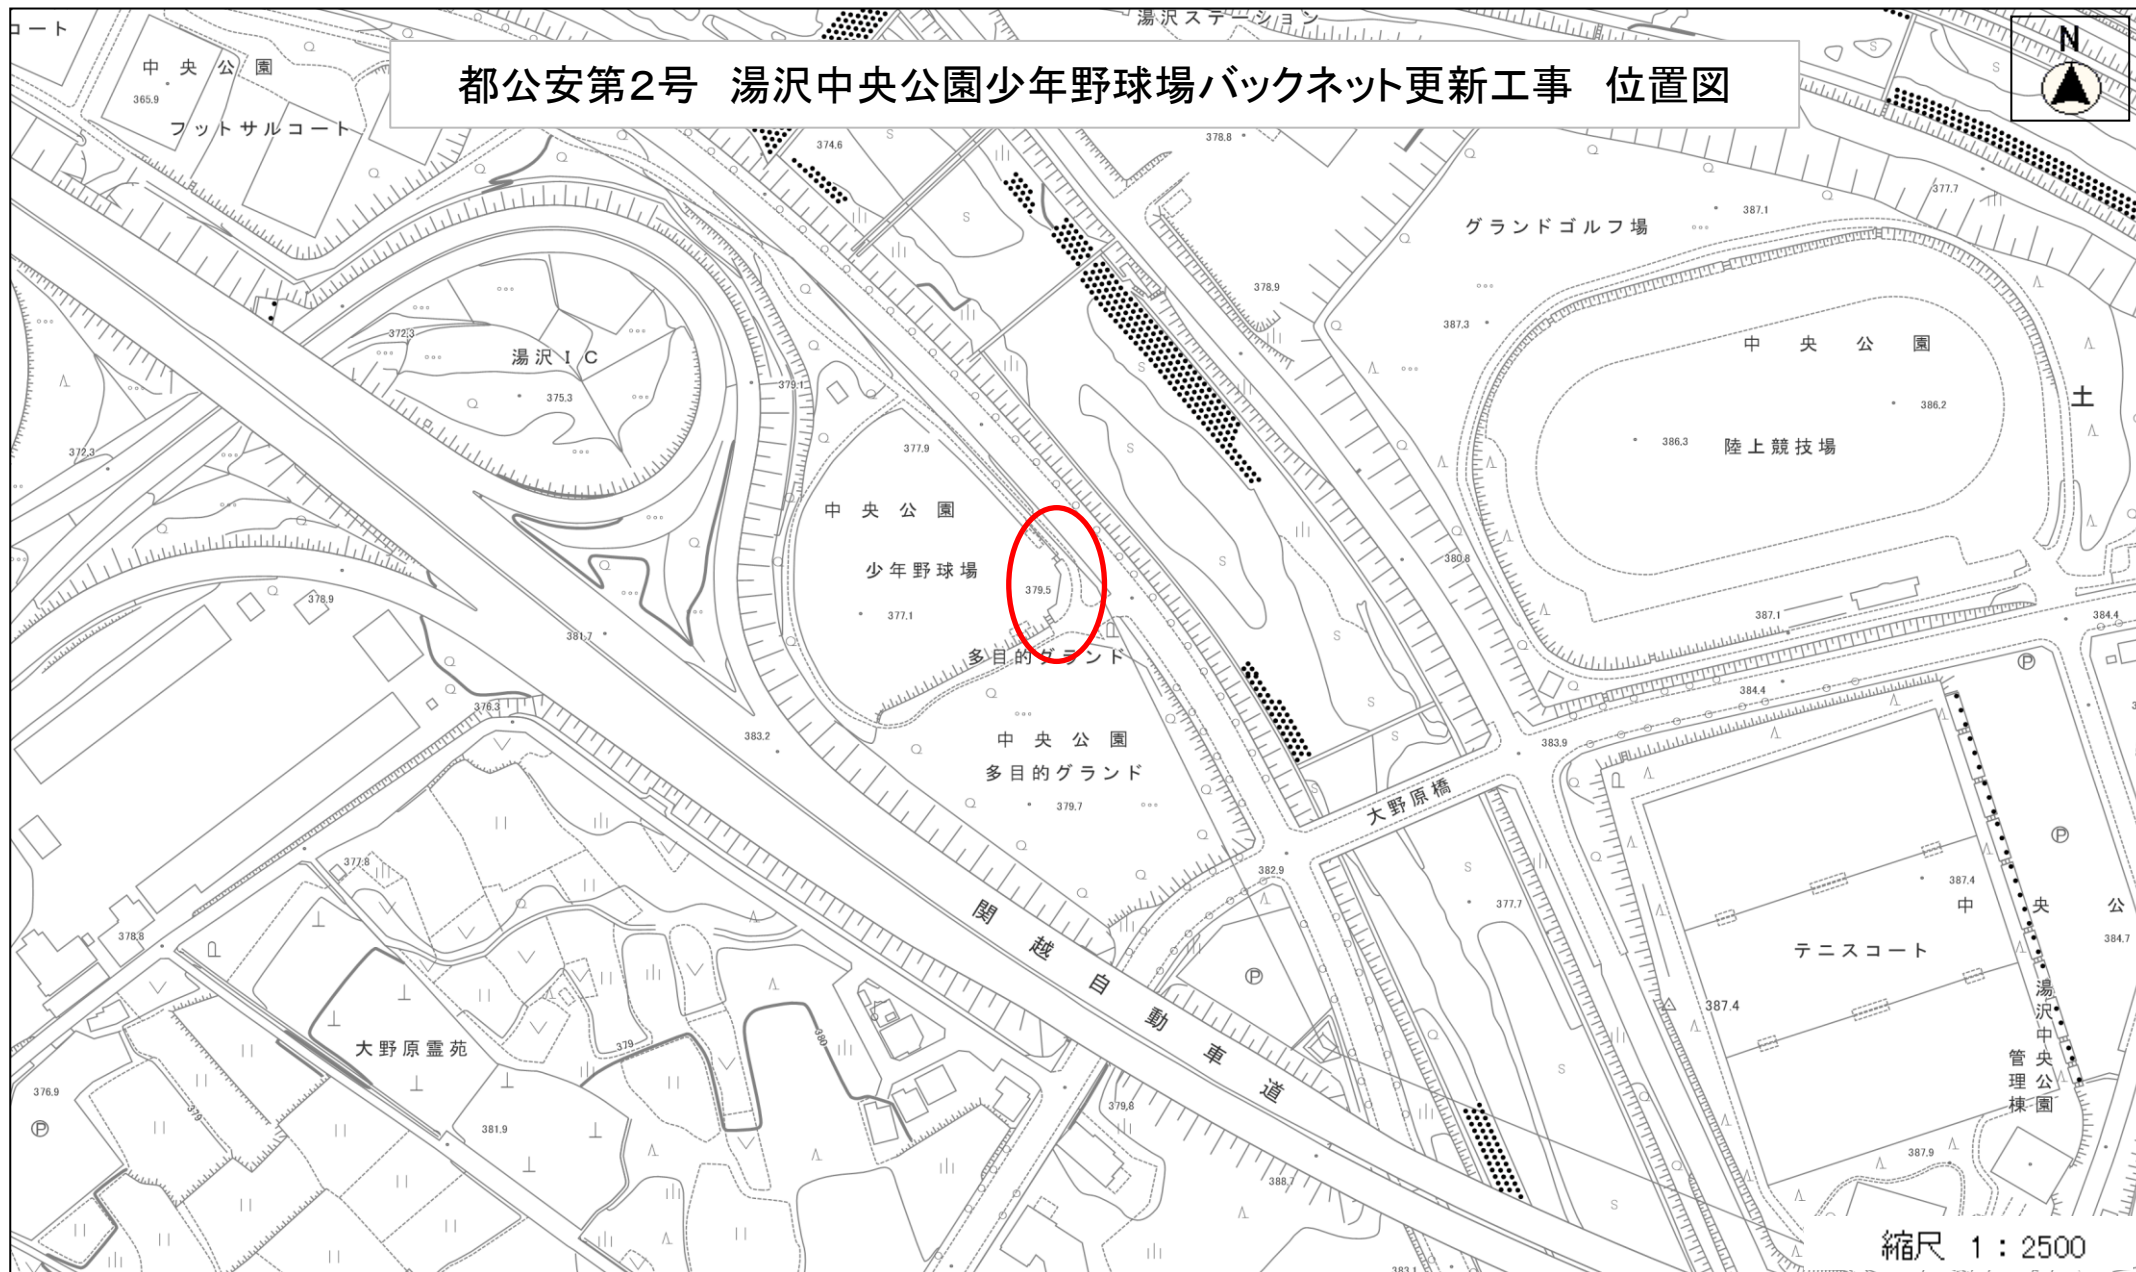 コート
湯沢ステーション
都公安第2号　湯沢中央公園少年野球場バックネット更新工事　位置図
N
中央公園
365.9
フットサルコート
374.6
378.8
377.7
387.1
グランドゴルフ場
378.9
387.3
372.3
湯沢IC
375.3
379.1
中央公園
386.2
土
386.3
陸上競技場
372.3
377.9
中央公園
少年野球場
379.5
377.1
380.8
378.9
381.7
387.1
384.4
多目的グランド
384.4
376.3
383.2
中央公園
多目的グランド
379.7
383.9
大野原橋
377.8
382.9
387.4
377.7
中央公
384.7
テニスコート
378.8
関越自動車道
387.4
湯沢中央公園
管理棟
大野原霊苑
379
380
376.9
379
381.9
379.8
388.7
387.9
383.1
縮尺 1：2500